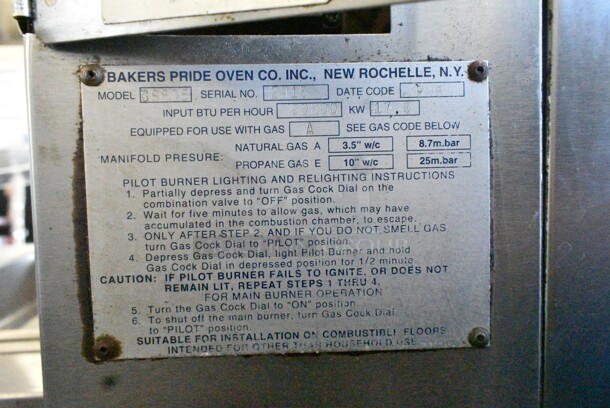 BAKERS PRIDE OVEN CO. INC., NEW ROCHELLE, N.Y.
MODEL SERIAL NO. DATE CODE
INPUT BTU PER HOUR KW 17.
EQUIPPED FOR USE WITH GAS A SEE GAS CODE BELOW
MANIFOLD PRESURE: NATURAL GAS A 3.5" w/c 8.7m.bar
PROPANE GAS E 10" w/c 25m.bar
PILOT BURNER LIGHTING AND RELIGHTING INSTRUCTIONS
1. Partially depress and turn Gas Cock Dial on the
combination valve to "OFF" position.
2. Wait for five minutes to allow gas, which may have
accumulated in the combustion chamber, to escape.
3. ONLY AFTER STEP 2. AND IF YOU DO NOT SMELL GAS
turn Gas Cock Dial to "PILOT" position.
4. Depress Gas Cock Dial, light Pilot Burner and hold
Gas Cock Dial in depressed position for 1/2 minute
CAUTION: IF PILOT BURNER FAILS TO IGNITE, OR DOES NOT
REMAIN LIT, REPEAT STEPS 1 THRU 4.
FOR MAIN BURNER OPERATION
5. Turn the Gas Cock Dial to "ON" position.
6. To shut off the main burner, turn Gas Cock Dial
to "PILOT" position.
SUITABLE FOR INSTALLATION ON COMBUSTIBLE FLOORS
INTENDED FOR OTHER THAN HOUSEHOLD USE